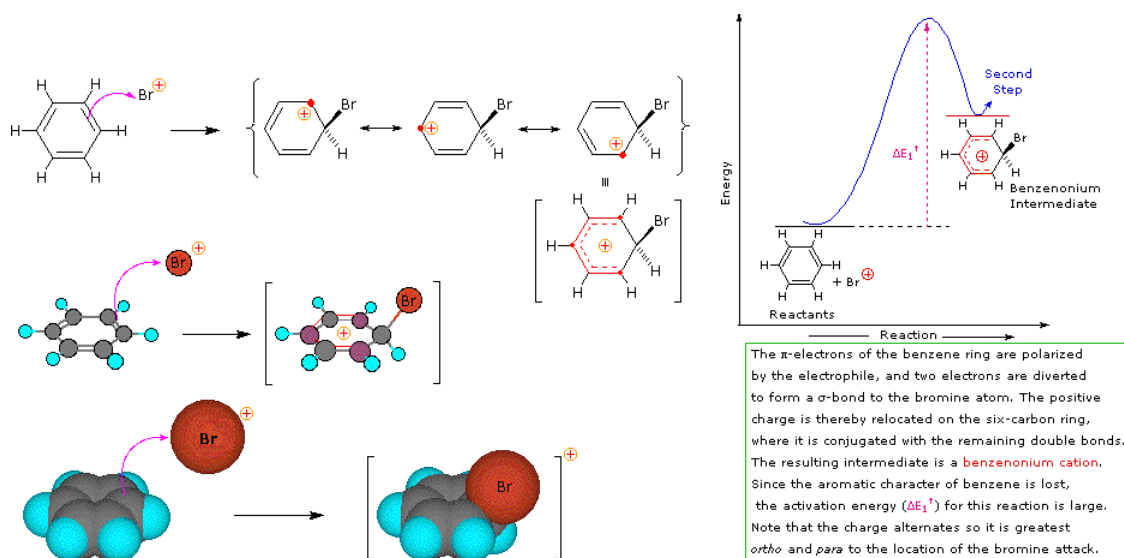 H H
H H
H H
Br +
Br
+
H
Br
+
H
Br
+
H
≡
H H
Br
H +
H
H H
Br +
Br
+
Br +
Br
+
Energy
Second
Step
ΔE₁†
H H
Br
H +
H
H H
Benzenonium
Intermediate
H H
H H
+ Br +
H H
Reactants
Reaction
The π-electrons of the benzene ring are polarized
by the electrophile, and two electrons are diverted
to form a σ-bond to the bromine atom. The positive
charge is thereby relocated on the six-carbon ring,
where it is conjugated with the remaining double bonds.
The resulting intermediate is a benzenonium cation.
Since the aromatic character of benzene is lost,
the activation energy (ΔE₁†) for this reaction is large.
Note that the charge alternates so it is greatest
ortho and para to the location of the bromine attack.